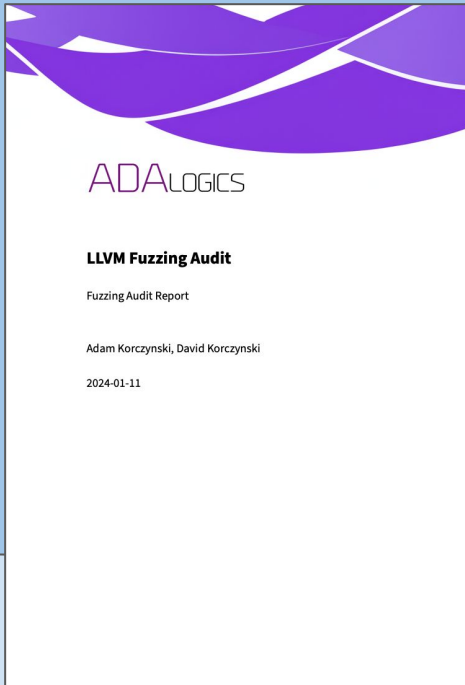 ADALOGICS
LLVM Fuzzing Audit
Fuzzing Audit Report
Adam Korczynski, David Korczynski
2024-01-11